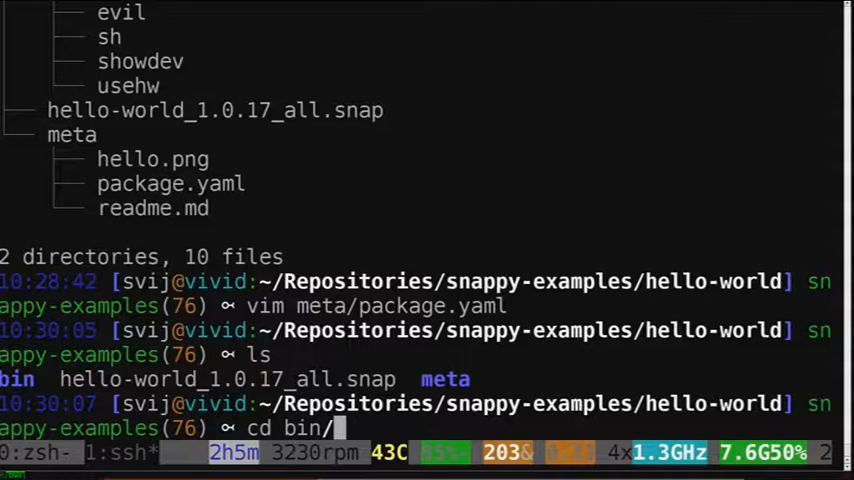 evil
sh
showdev
usehw
hello-world_1.0.17_all.snap
meta
hello.png
package.yaml
readme.md
2 directories, 10 files
10:28:42 [svij@vivid:~/Repositories/snappy-examples/hello-world] sn
appy-examples(76) vim meta/package.yaml
10:30:05 [svij@vivid:~/Repositories/snappy-examples/hello-world] sn
appy-examples(76) ls
bin hello-world_1.0.17_all.snap meta
10:30:07 [svij@vivid:~/Repositories/snappy-examples/hello-world] sn
appy-examples(76) cd bin/
0:zsh- 1:ssh* 2h5m 3230rpm 43C 203& 4x1.3GHz 7.6G50% 2